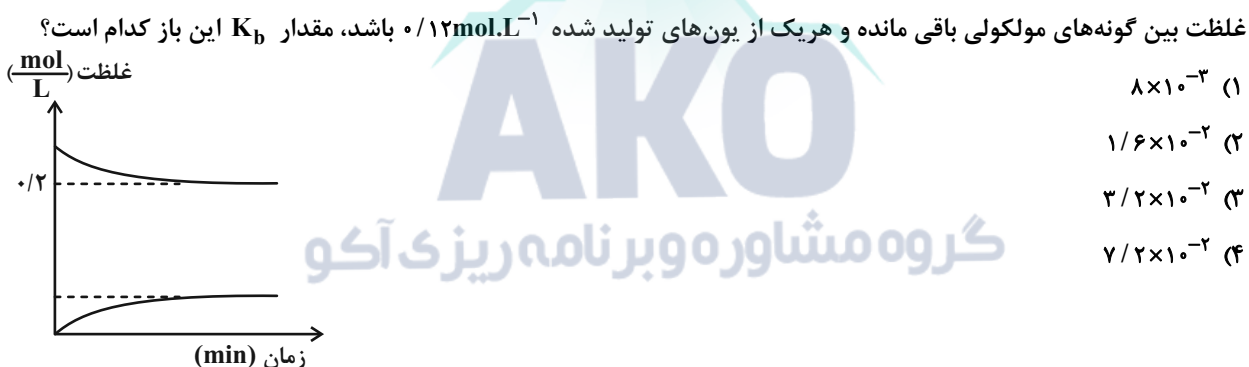 غلظت بین گونه‌های مولکولی باقی مانده و هریک از یون‌های تولید شده ۰/۱۲mol.L⁻¹ باشد، مقدار K_b این باز کدام است؟
۱) ۸×۱۰⁻³
۲) ۱/۶×۱۰⁻²
۳) ۳/۲×۱۰⁻²
۴) ۷/۲×۱۰⁻²
غلظت (mol/L)
۰/۲
زمان (min)
AKO
گروه مشاوره و برنامه ریزی آکو